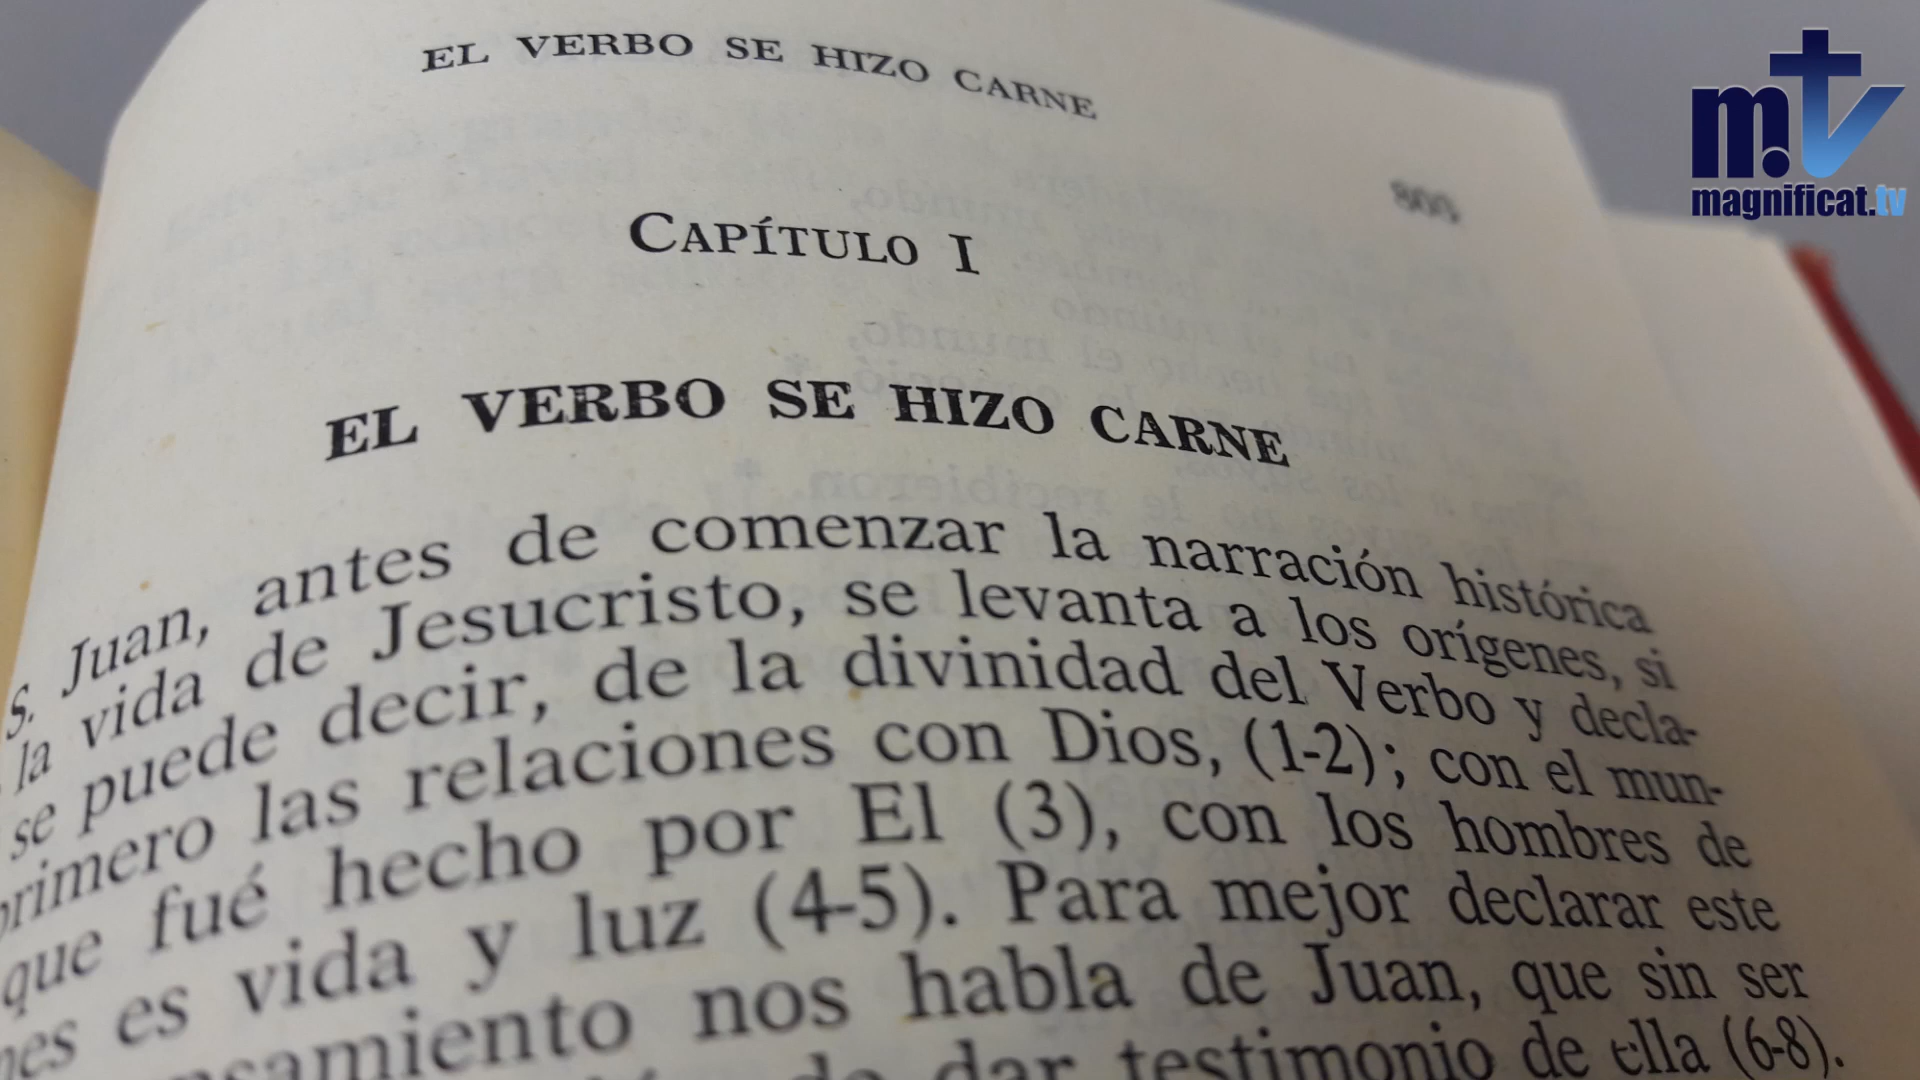 EL VERBO SE HIZO CARNE
mtv
magnificat.tv
CAPÍTULO I
EL VERBO SE HIZO CARNE
S. Juan, antes de comenzar la narración histórica
la vida de Jesucristo, se levanta a los orígenes, si
se puede decir, de la divinidad del Verbo y decla-
primero las relaciones con Dios, (1-2); con el mun-
que fué hecho por El (3), con los hombres de
es vida y luz (4-5). Para mejor declarar este
nos habla de Juan, que sin ser
de dar testimonio de ella (6-8).